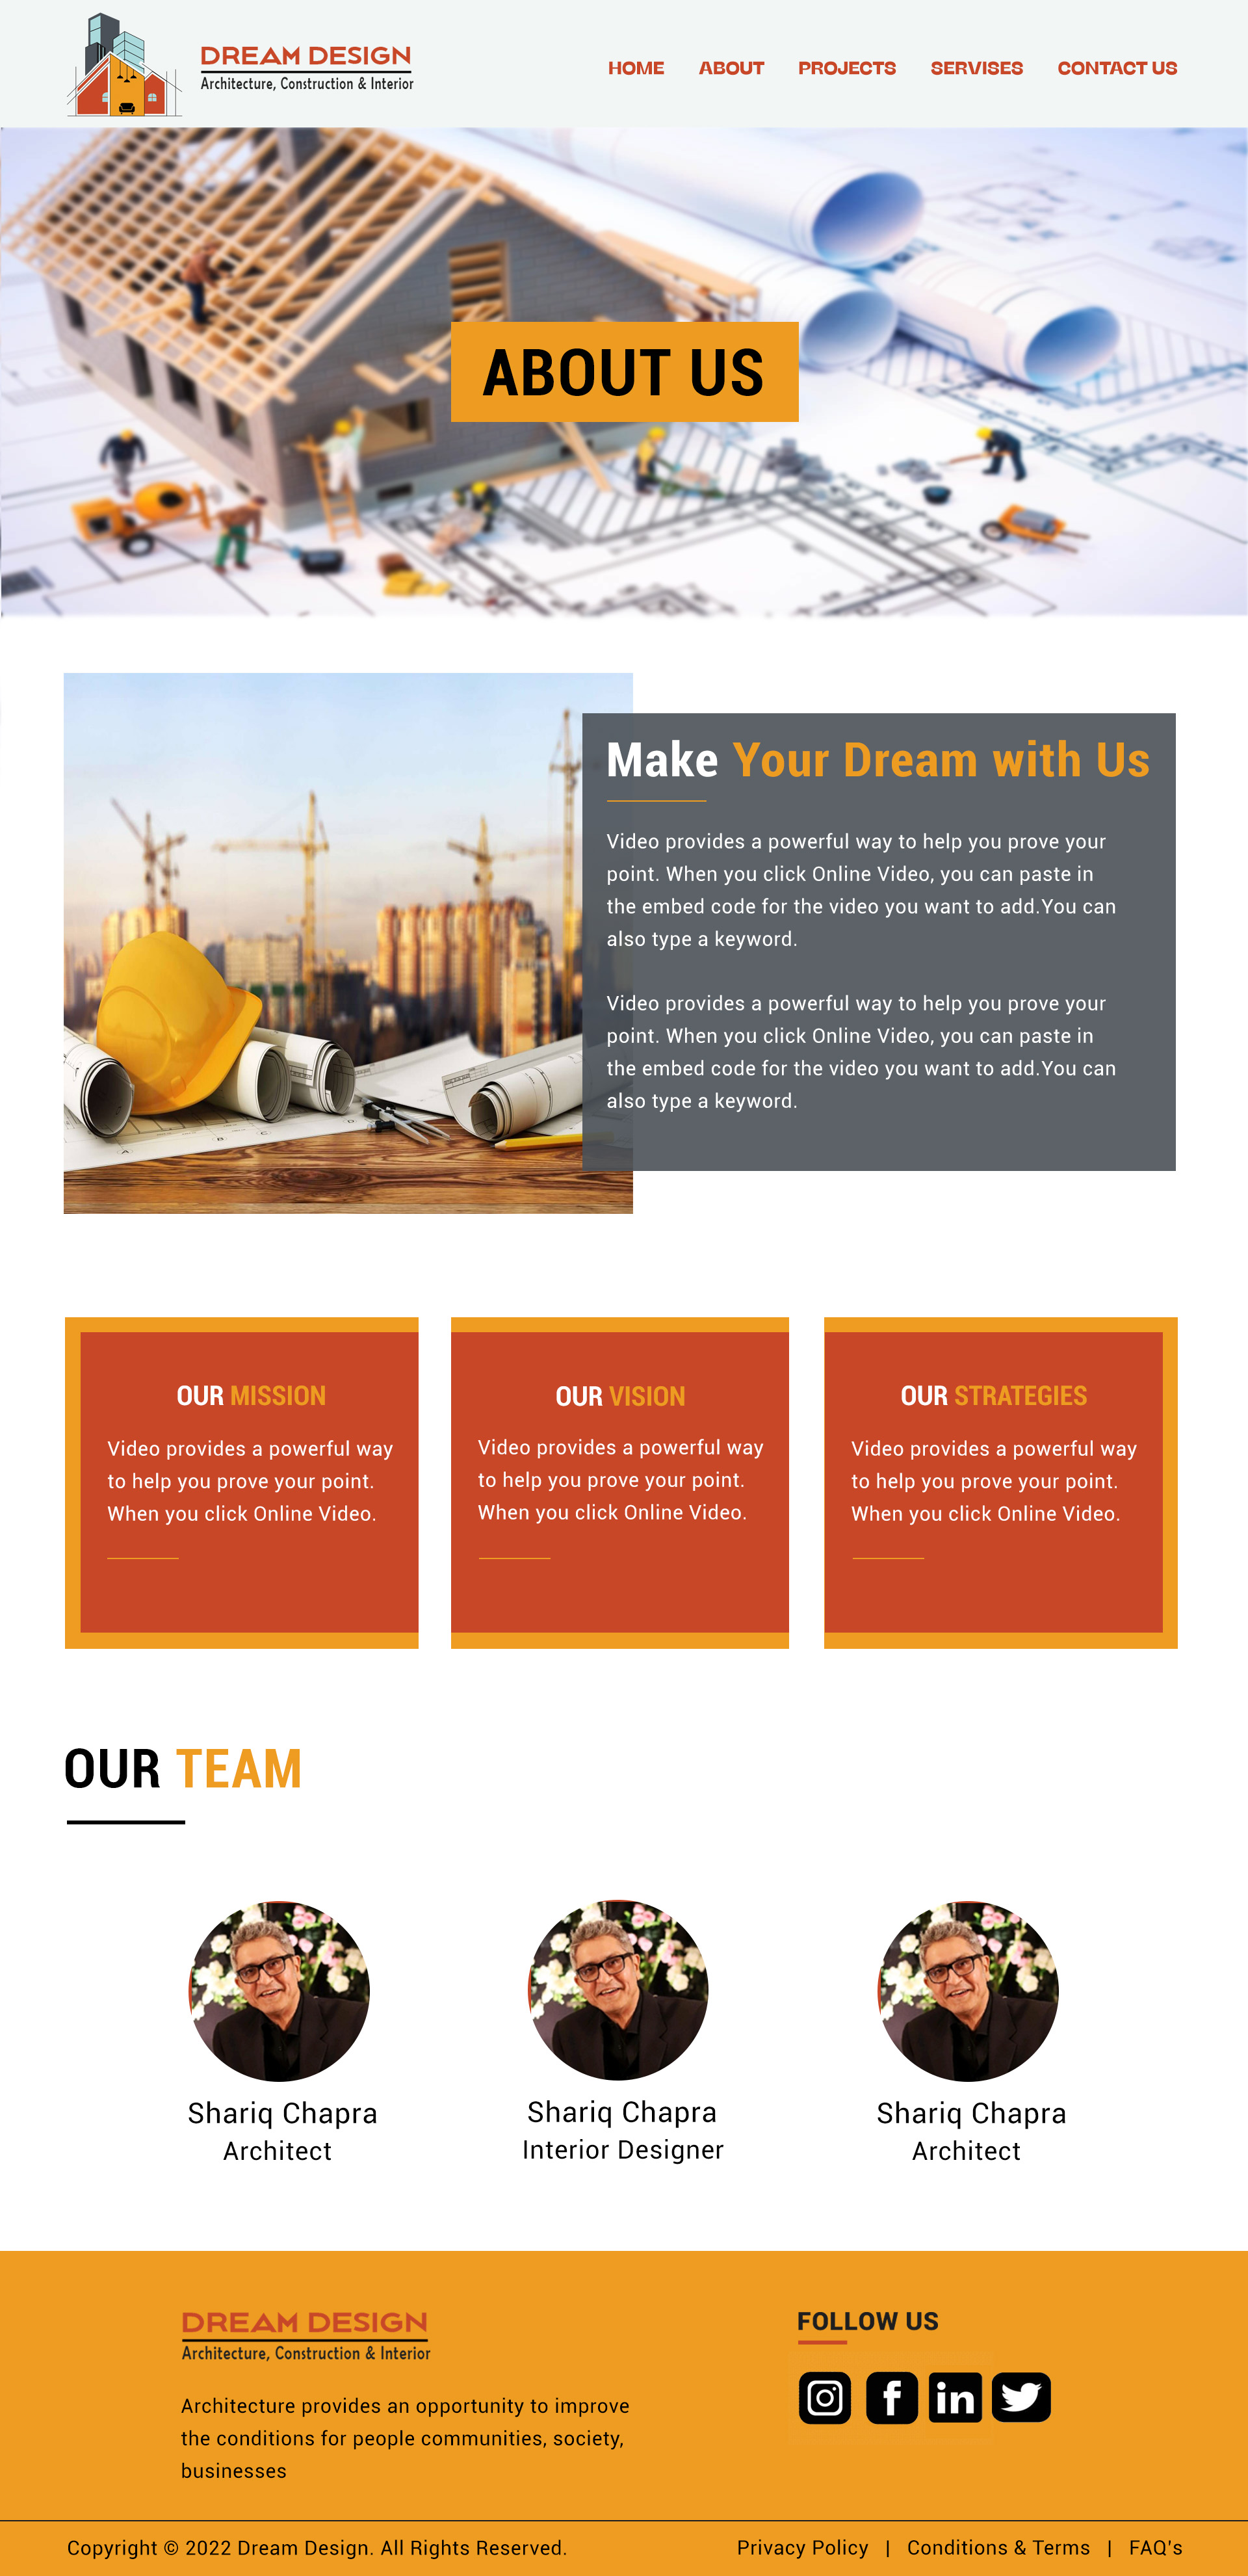 DREAM DESIGN
Architecture, Construction & Interior
HOME ABOUT PROJECTS SERVISES CONTACT US
ABOUT US
Make Your Dream with Us
Video provides a powerful way to help you prove your
point. When you click Online Video, you can paste in
the embed code for the video you want to add.You can
also type a keyword.
Video provides a powerful way to help you prove your
point. When you click Online Video, you can paste in
the embed code for the video you want to add.You can
also type a keyword.
OUR MISSION
Video provides a powerful way
to help you prove your point.
When you click Online Video.
OUR VISION
Video provides a powerful way
to help you prove your point.
When you click Online Video.
OUR STRATEGIES
Video provides a powerful way
to help you prove your point.
When you click Online Video.
OUR TEAM
Shariq Chapra
Architect
Shariq Chapra
Interior Designer
Shariq Chapra
Architect
DREAM DESIGN
Architecture, Construction & Interior
Architecture provides an opportunity to improve
the conditions for people communities, society,
businesses
FOLLOW US
Copyright © 2022 Dream Design. All Rights Reserved.
Privacy Policy | Conditions & Terms | FAQ's